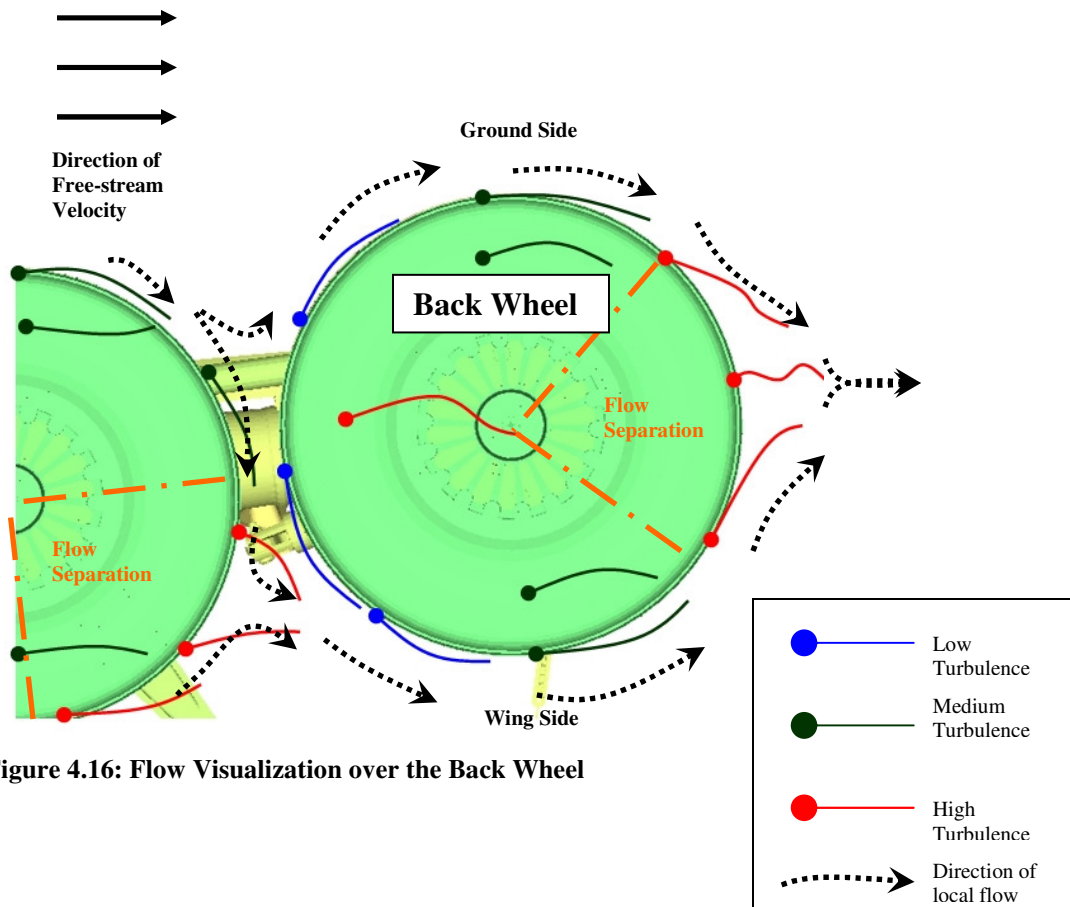 Ground Side
Direction of
Free-stream
Velocity
Back Wheel
Flow
Separation
Flow
Separation
Wing Side
igure 4.16: Flow Visualization over the Back Wheel
Low
Turbulence
Medium
Turbulence
High
Turbulence
Direction of
local flow